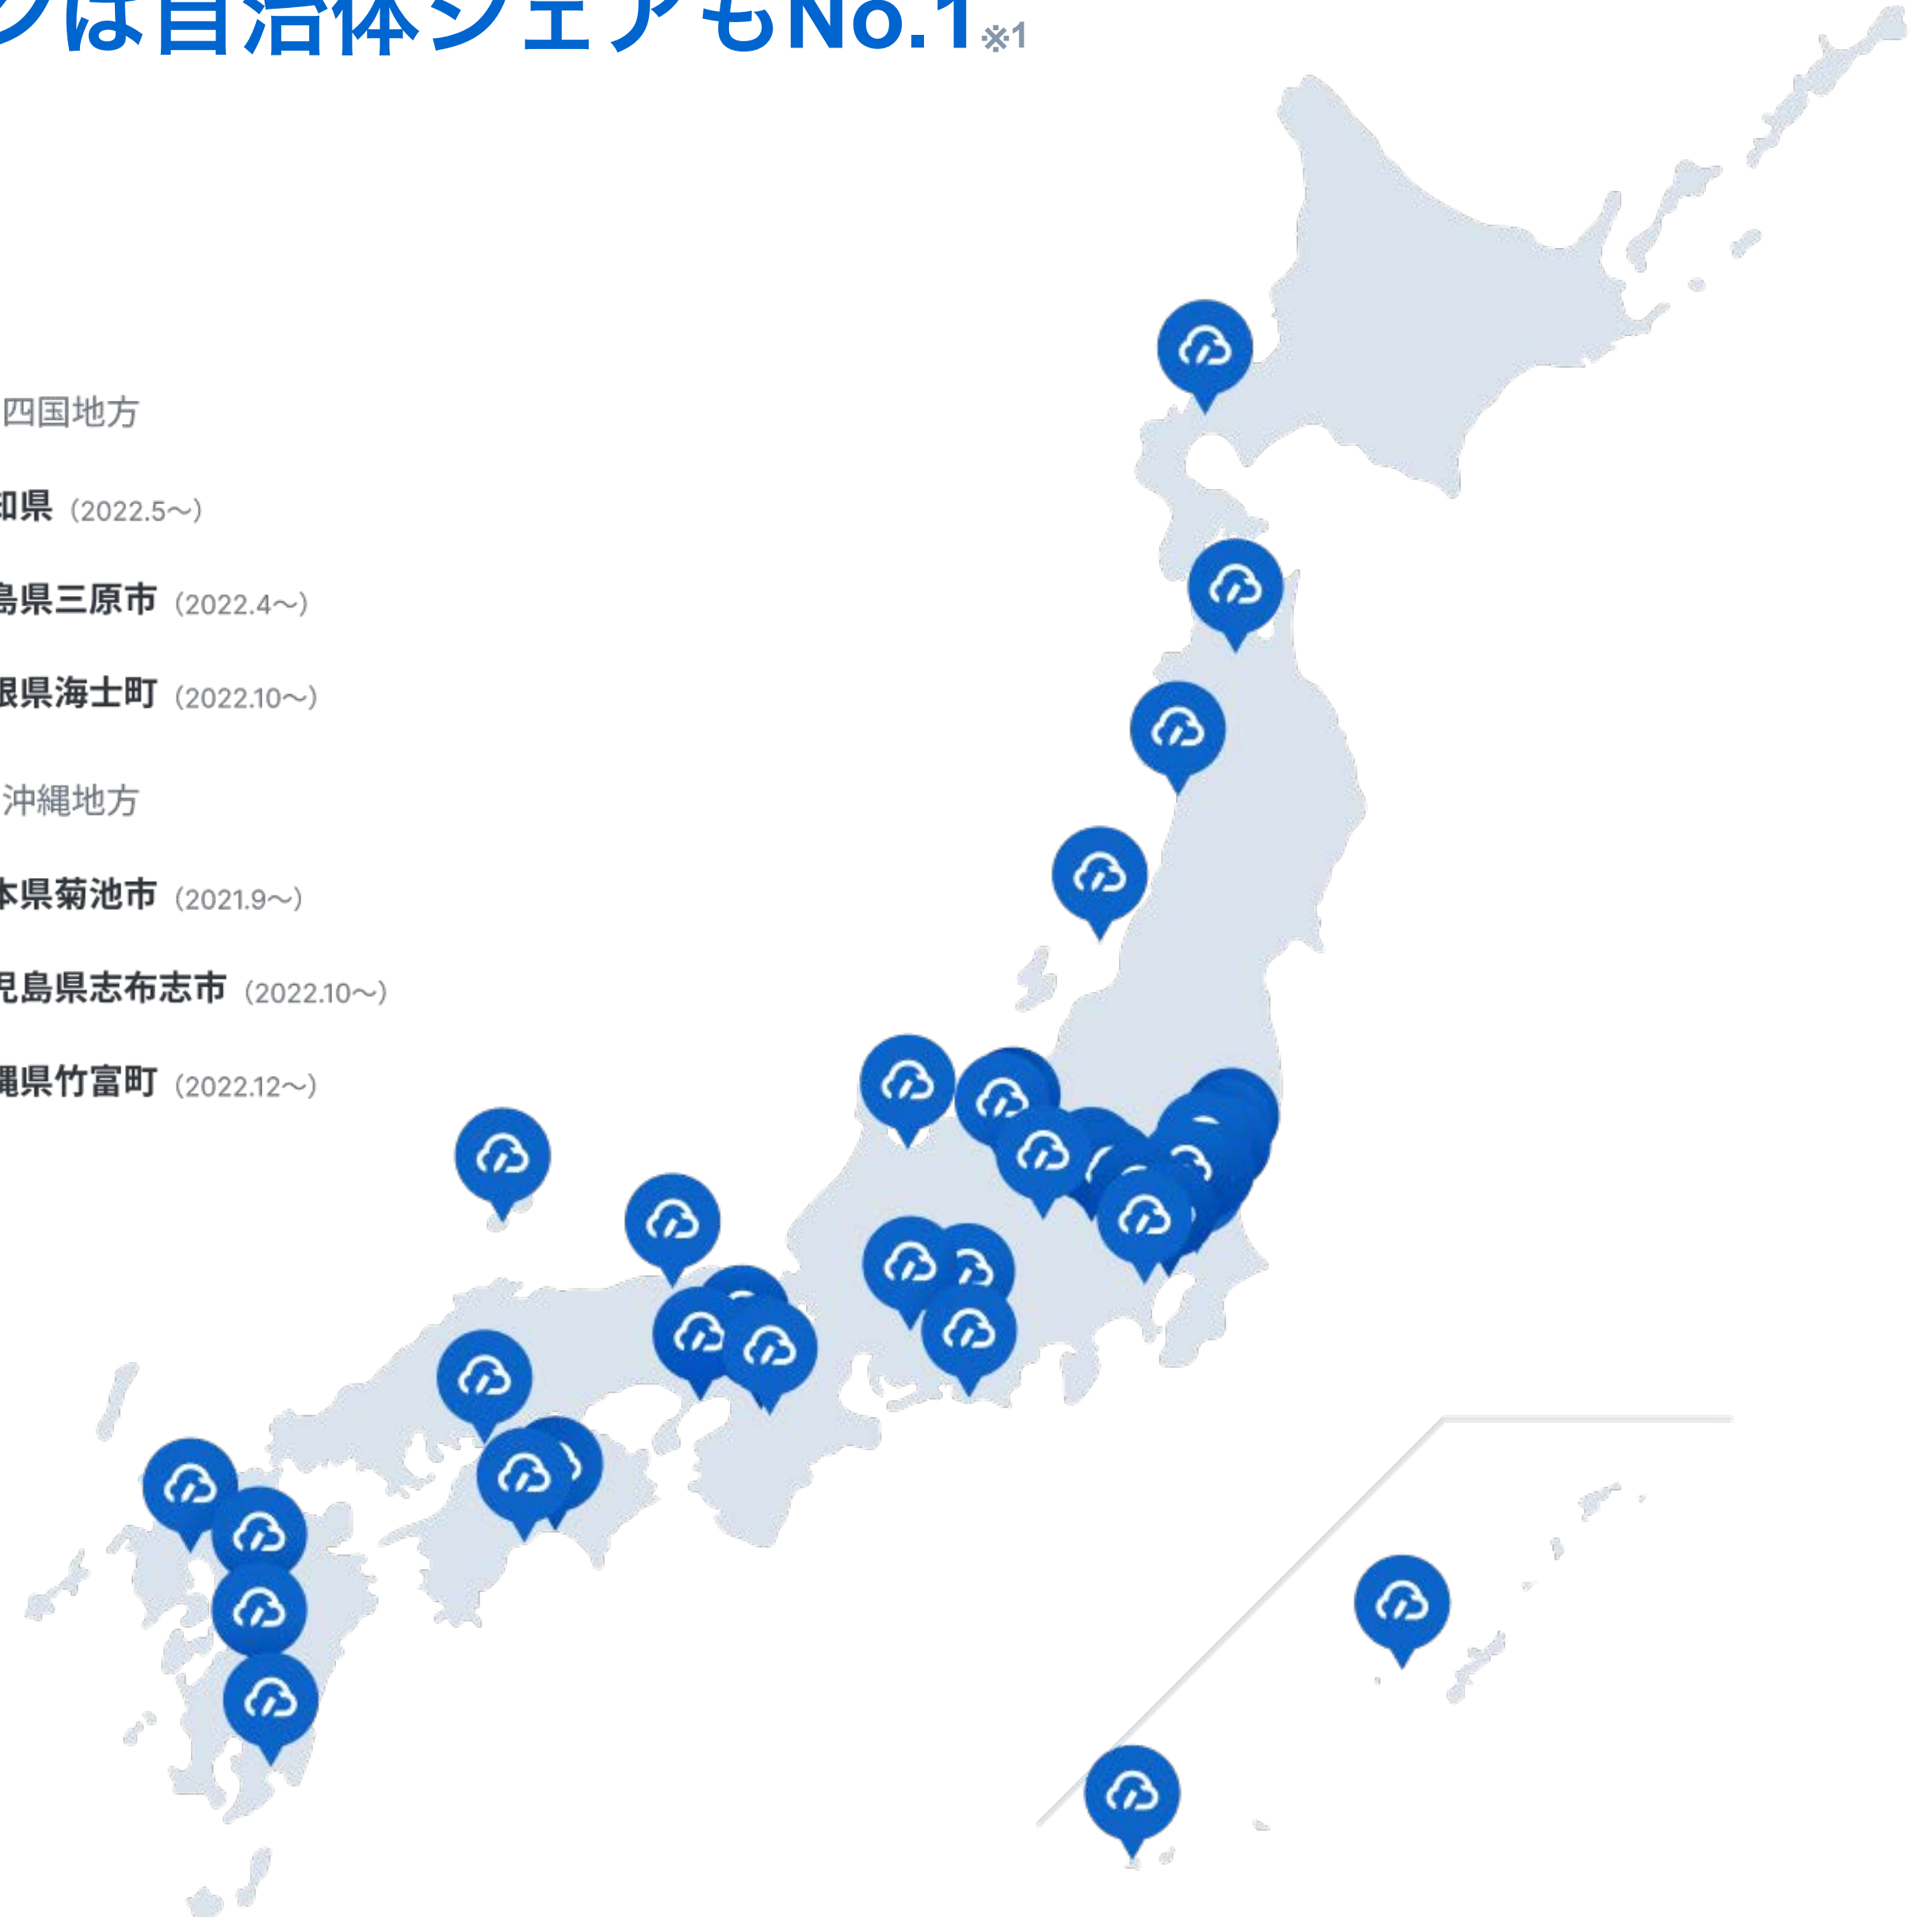 は自治体シェアもNo.1※1
四国地方
知県（2022.5〜）
島県三原市（2022.4〜）
根県海士町（2022.10〜）
沖縄地方
本県菊池市（2021.9〜）
児島県志布志市（2022.10〜）
縄県竹富町（2022.12〜）